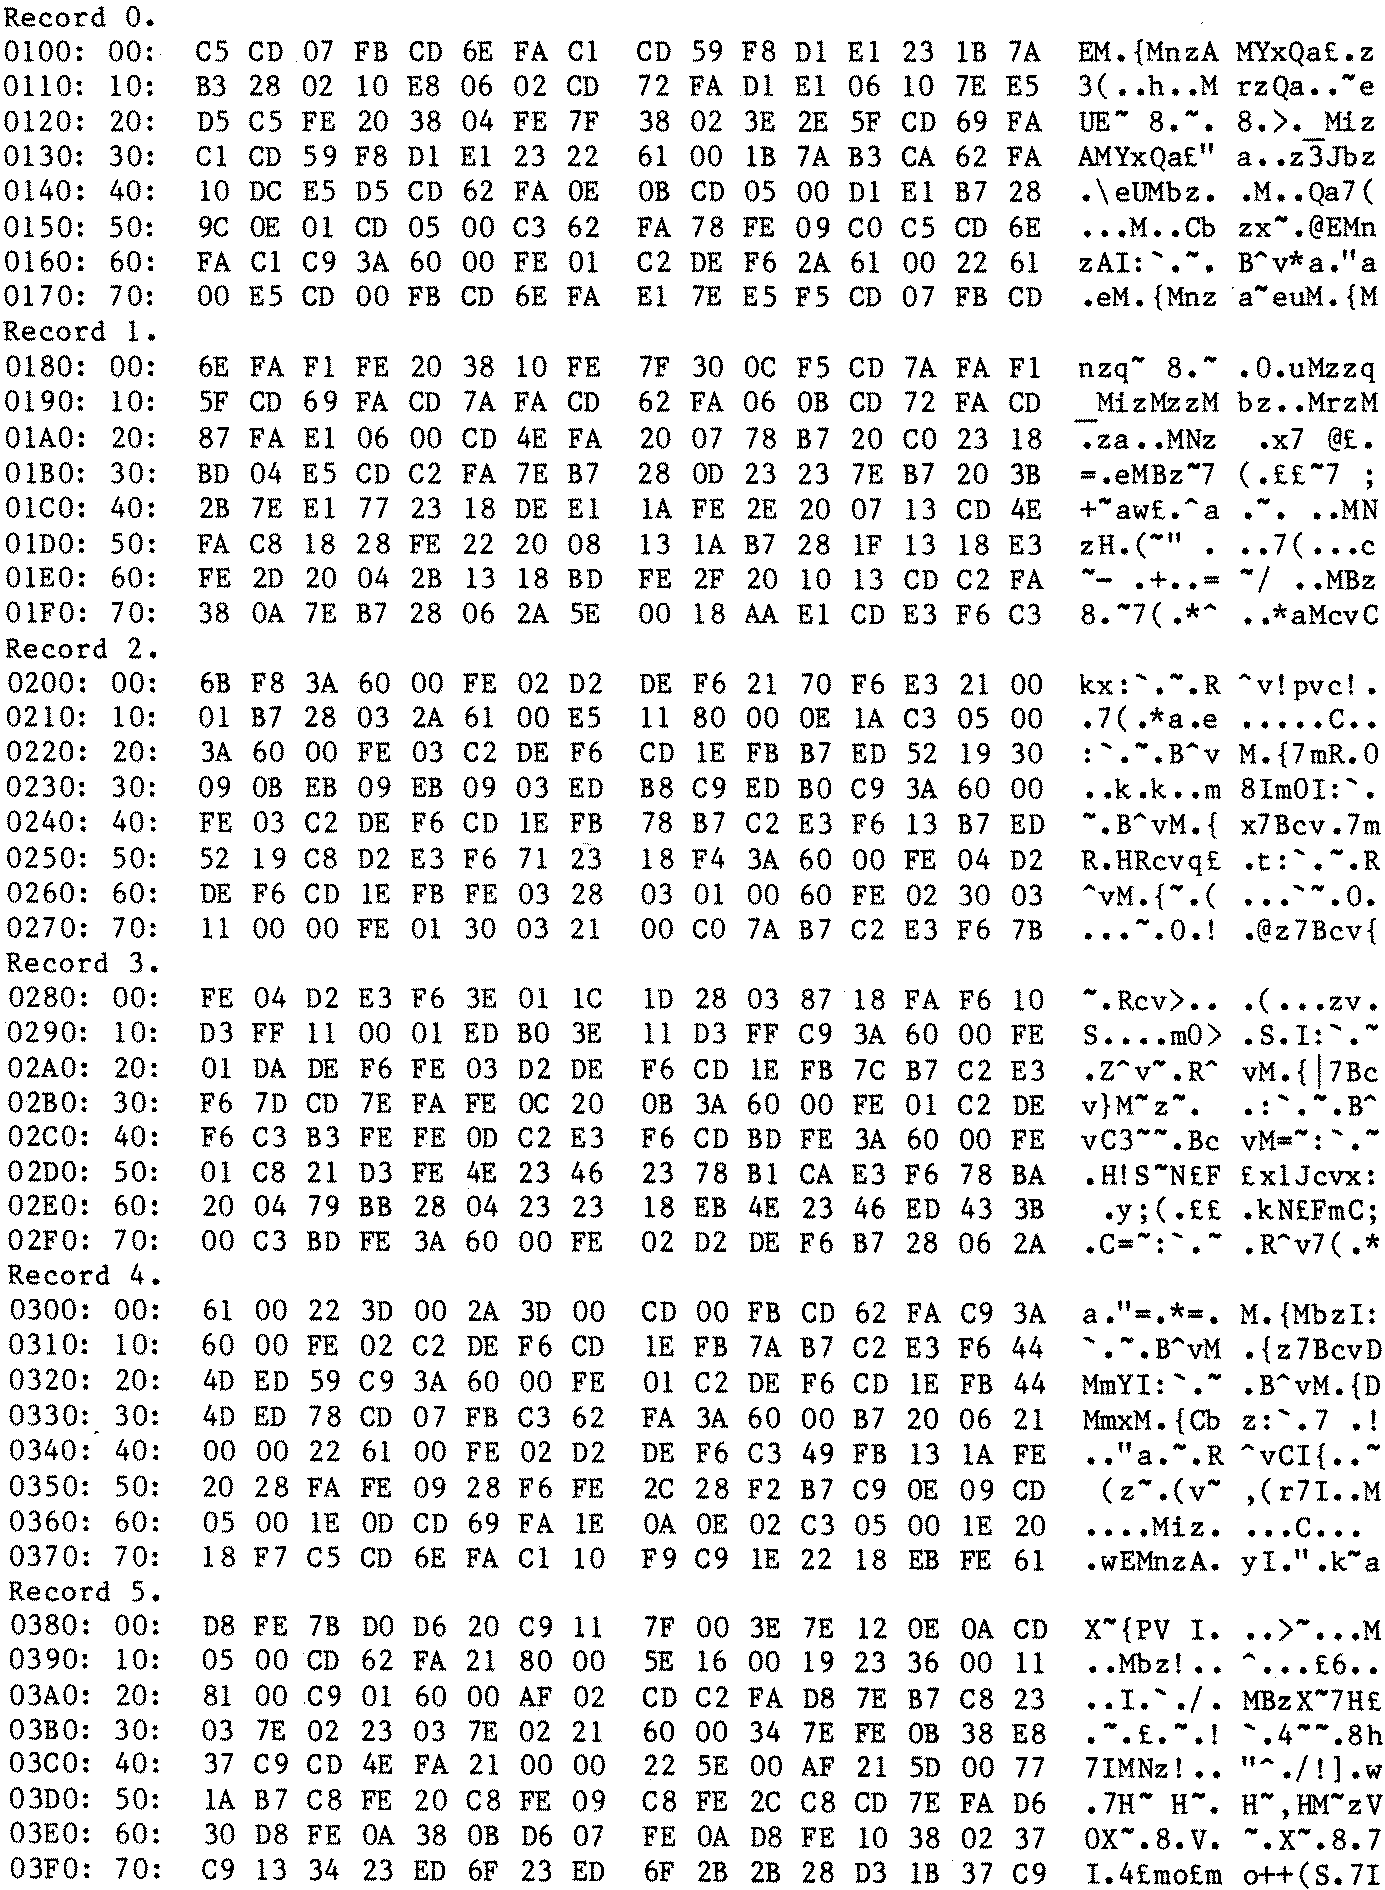 Record 0.
0100: 00: C5 CD 07 FB CD 6E FA C1 CD 59 F8 D1 E1 23 1B 7A EM.{MnzA MYxQa£.z
0110: 10: B3 28 02 10 E8 06 02 CD 72 FA D1 E1 06 10 7E E5 3(..h..M rzQa..~e
0120: 20: D5 C5 FE 20 38 04 FE 7F 38 02 3E 2E 5F CD 69 FA UE~ 8.~. 8.>._Miz
0130: 30: C1 CD 59 F8 D1 E1 23 22 61 00 1B 7A B3 CA 62 FA AMYxQa£" a..z3Jbz
0140: 40: 10 DC E5 D5 CD 62 FA 0E 0B CD 05 00 D1 E1 B7 28 .\eUMbz. .M..Qa7(
0150: 50: 9C 0E 01 CD 05 00 C3 62 FA 78 FE 09 C0 C5 CD 6E ...M..Cb zx~.@EMn
0160: 60: FA C1 C9 3A 60 00 FE 01 C2 DE F6 2A 61 00 22 61 zAI:`.~. B^v*a."a
0170: 70: 00 E5 CD 00 FB CD 6E FA E1 7E E5 F5 CD 07 FB CD .eM.{Mnz a~euM.{M
Record 1.
0180: 00: 6E FA F1 FE 20 38 10 FE 7F 30 0C F5 CD 7A FA F1 nzq~ 8.~ .0.uMzzq
0190: 10: 5F CD 69 FA CD 7A FA CD 62 FA 06 0B CD 72 FA CD _MizMzzM bz..MrzM
01A0: 20: 87 FA E1 06 00 CD 4E FA 20 07 78 B7 20 C0 23 18 .za..MNz .x7 @£.
01B0: 30: BD 04 E5 CD C2 FA 7E B7 28 0D 23 23 7E B7 20 3B =.eMBz~7 (.££~7 ;
01C0: 40: 2B 7E E1 77 23 18 DE E1 1A FE 2E 20 07 13 CD 4E +~aw£.^a .~. ..MN
01D0: 50: FA C8 18 28 FE 22 20 08 13 1A B7 28 1F 13 18 E3 zH.(~" . ..7(...c
01E0: 60: FE 2D 20 04 2B 13 18 BD FE 2F 20 10 13 CD C2 FA ~- .+..= ~/ ..MBz
01F0: 70: 38 0A 7E B7 28 06 2A 5E 00 18 AA E1 CD E3 F6 C3 8.~7(.*^ ..*aMcvC
Record 2.
0200: 00: 6B F8 3A 60 00 FE 02 D2 DE F6 21 70 F6 E3 21 00 kx:`.~.R ^v!pvc!.
0210: 10: 01 B7 28 03 2A 61 00 E5 11 80 00 0E 1A C3 05 00 .7(.*a.e .....C..
0220: 20: 3A 60 00 FE 03 C2 DE F6 CD 1E FB B7 ED 52 19 30 :`.~.B^v M.{7mR.0
0230: 30: 09 0B EB 09 EB 09 03 ED B8 C9 ED B0 C9 3A 60 00 ..k.k..m 8Im0I:`.
0240: 40: FE 03 C2 DE F6 CD 1E FB 78 B7 C2 E3 F6 13 B7 ED ~.B^vM.{ x7Bcv.7m
0250: 50: 52 19 C8 D2 E3 F6 71 23 18 F4 3A 60 00 FE 04 D2 R.HRcvq£ .t:`.~.R
0260: 60: DE F6 CD 1E FB FE 03 28 03 01 00 60 FE 02 30 03 ^vM.{~.( ...`~.0.
0270: 70: 11 00 00 FE 01 30 03 21 00 C0 7A B7 C2 E3 F6 7B ...~.0.! .@z7Bcv{
Record 3.
0280: 00: FE 04 D2 E3 F6 3E 01 1C 1D 28 03 87 18 FA F6 10 ~.Rcv>.. .(...zv.
0290: 10: D3 FF 11 00 01 ED B0 3E 11 D3 FF C9 3A 60 00 FE S....m0> .S.I:`.~
02A0: 20: 01 DA DE F6 FE 03 D2 DE F6 CD 1E FB 7C B7 C2 E3 .Z^v~.R^ vM.{|7Bc
02B0: 30: F6 7D CD 7E FA FE 0C 20 0B 3A 60 00 FE 01 C2 DE v}M~z~. .:`.~.B^
02C0: 40: F6 C3 B3 FE FE 0D C2 E3 F6 CD BD FE 3A 60 00 FE vC3~~.Bc vM=~:`.~
02D0: 50: 01 C8 21 D3 FE 4E 23 46 23 78 B1 CA E3 F6 78 BA .H!S~N£F £x1Jcvx:
02E0: 60: 20 04 79 BB 28 04 23 23 18 EB 4E 23 46 ED 43 3B .y;(.££ .kN£FmC;
02F0: 70: 00 C3 BD FE 3A 60 00 FE 02 D2 DE F6 B7 28 06 2A .C=~:`.~ .R^v7(.*
Record 4.
0300: 00: 61 00 22 3D 00 2A 3D 00 CD 00 FB CD 62 FA C9 3A a."=.*=. M.{MbzI:
0310: 10: 60 00 FE 02 C2 DE F6 CD 1E FB 7A B7 C2 E3 F6 44 `.~.B^vM .{z7BcvD
0320: 20: 4D ED 59 C9 3A 60 00 FE 01 C2 DE F6 CD 1E FB 44 MmYI:`.~ .B^vM.{D
0330: 30: 4D ED 78 CD 07 FB C3 62 FA 3A 60 00 B7 20 06 21 MmxM.{Cb z:`.7 .!
0340: 40: 00 00 22 61 00 FE 02 D2 DE F6 C3 49 FB 13 1A FE .."a.~.R ^vCI{..~
0350: 50: 20 28 FA FE 09 28 F6 FE 2C 28 F2 B7 C9 0E 09 CD (z~.(v~ ,(r7I..M
0360: 60: 05 00 1E 0D CD 69 FA 1E 0A 0E 02 C3 05 00 1E 20 ....Miz. ...C...
0370: 70: 18 F7 C5 CD 6E FA C1 10 F9 C9 1E 22 18 EB FE 61 .wEMnzA. yI.".k~a
Record 5.
0380: 00: D8 FE 7B D0 D6 20 C9 11 7F 00 3E 7E 12 0E 0A CD X~{PV I. ..>~...M
0390: 10: 05 00 CD 62 FA 21 80 00 5E 16 00 19 23 36 00 11 ..Mbz!.. ^...£6..
03A0: 20: 81 00 C9 01 60 00 AF 02 CD C2 FA D8 7E B7 C8 23 ..I.`./. MBzX~7H£
03B0: 30: 03 7E 02 23 03 7E 02 21 60 00 34 7E FE 0B 38 E8 .~.£.~.! `.4~~.8h
03C0: 40: 37 C9 CD 4E FA 21 00 00 22 5E 00 AF 21 5D 00 77 7IMNz!.. "^./!].w
03D0: 50: 1A B7 C8 FE 20 C8 FE 09 C8 FE 2C C8 CD 7E FA D6 .7H~ H~. H~,HM~zV
03E0: 60: 30 D8 FE 0A 38 0B D6 07 FE 0A D8 FE 10 38 02 37 0X~.8.V. ~.X~.8.7
03F0: 70: C9 13 34 23 ED 6F 23 ED 6F 2B 2B 28 D3 1B 37 C9 I.4£mo£m o++(S.7I